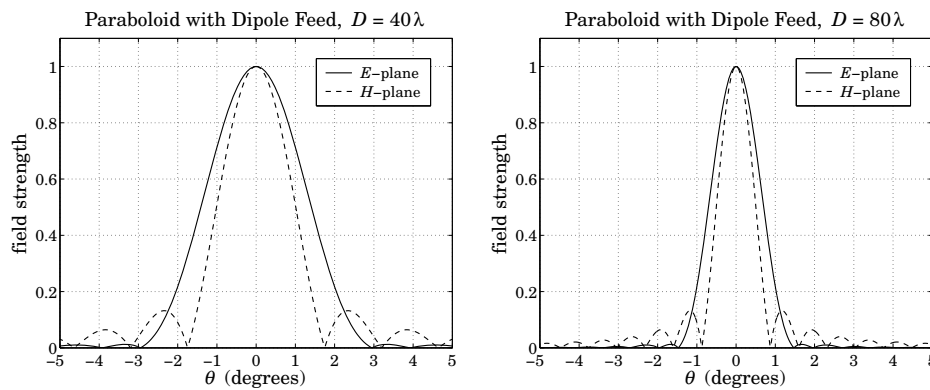 Paraboloid with Dipole Feed, D = 40λ
E−plane
H−plane
1
0.8
0.6
0.4
0.2
0
field strength
−5 −4 −3 −2 −1 0 1 2 3 4 5
θ (degrees)
Paraboloid with Dipole Feed, D = 80λ
E−plane
H−plane
1
0.8
0.6
0.4
0.2
0
field strength
−5 −4 −3 −2 −1 0 1 2 3 4 5
θ (degrees)